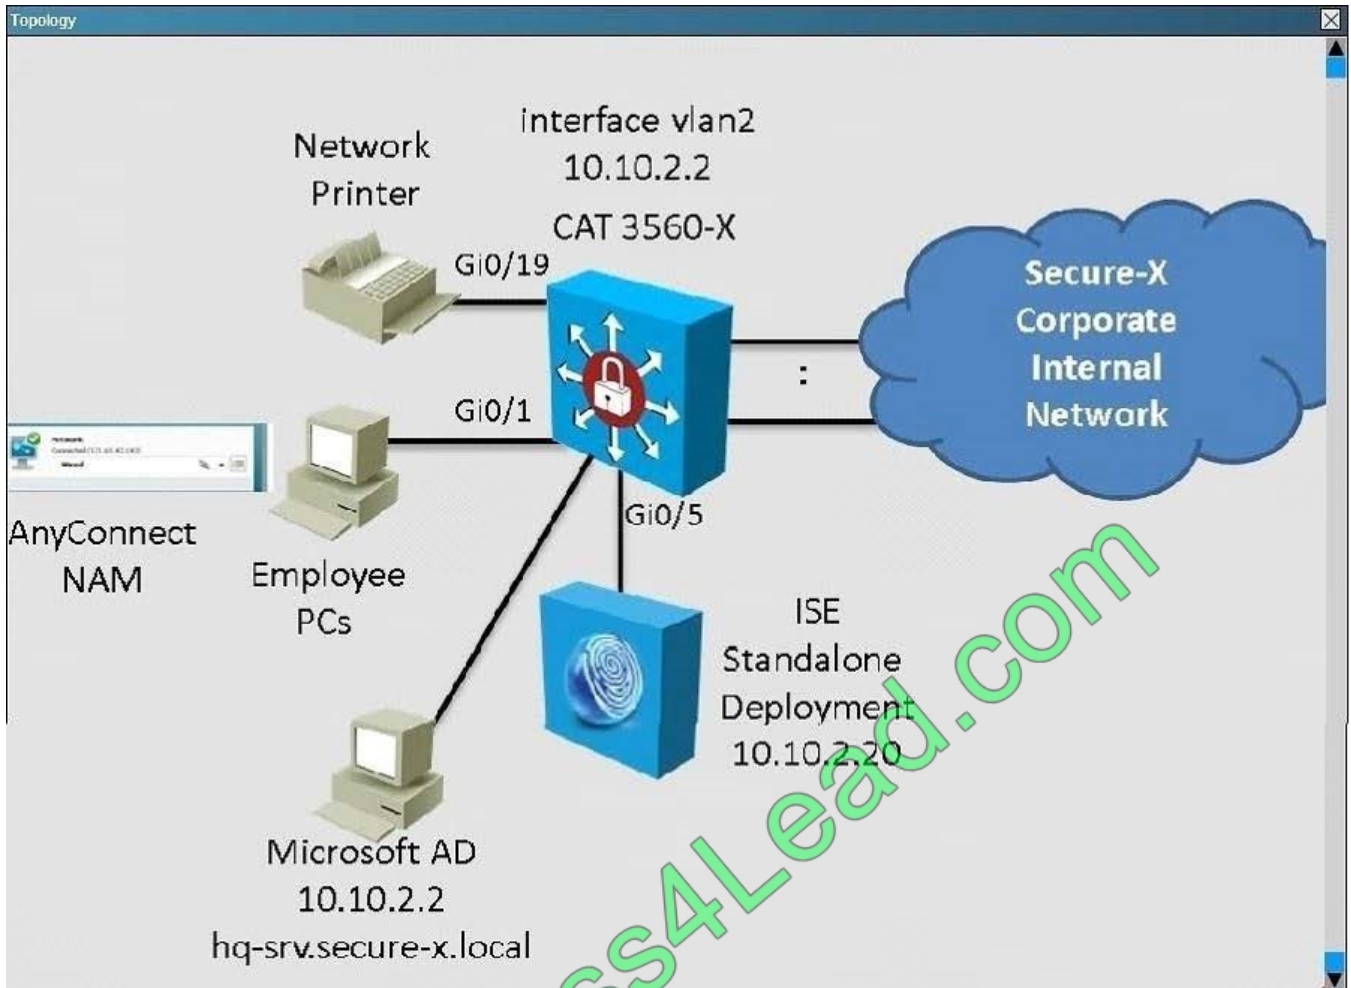 Topology
interface vlan2
10.10.2.2
CAT 3560-X
Network
Printer
Gi0/19
Secure-X
Corporate
Internal
Network
:
Gi0/1
Gi0/5
AnyConnect
NAM
Employee
PCs
ISE
Standalone
Deployment
10.10.2.20
Microsoft AD
10.10.2.2
hq-srv.secure-x.local
ss4Lead.com